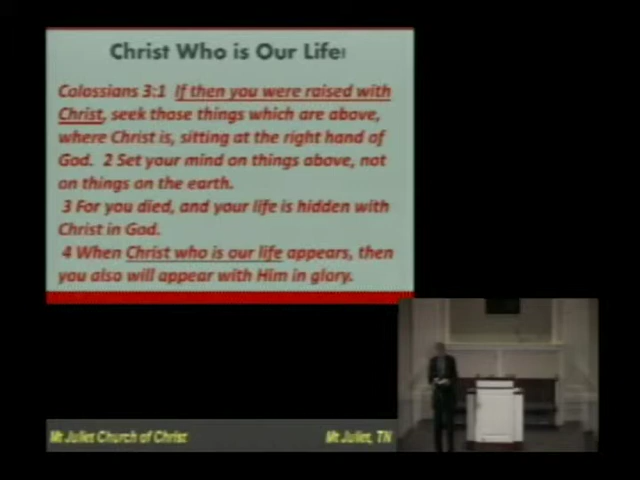 Christ Who is Our Life!
Colossians 3:1 If then you were raised with
Christ, seek those things which are above,
where Christ is, sitting at the right hand of
God. 2 Set your mind on things above, not
on things on the earth.
3 For you died, and your life is hidden with
Christ in God.
4 When Christ who is our life appears, then
you also will appear with Him in glory.
Mt Juliet Church of Christ
Mt Juliet, TN